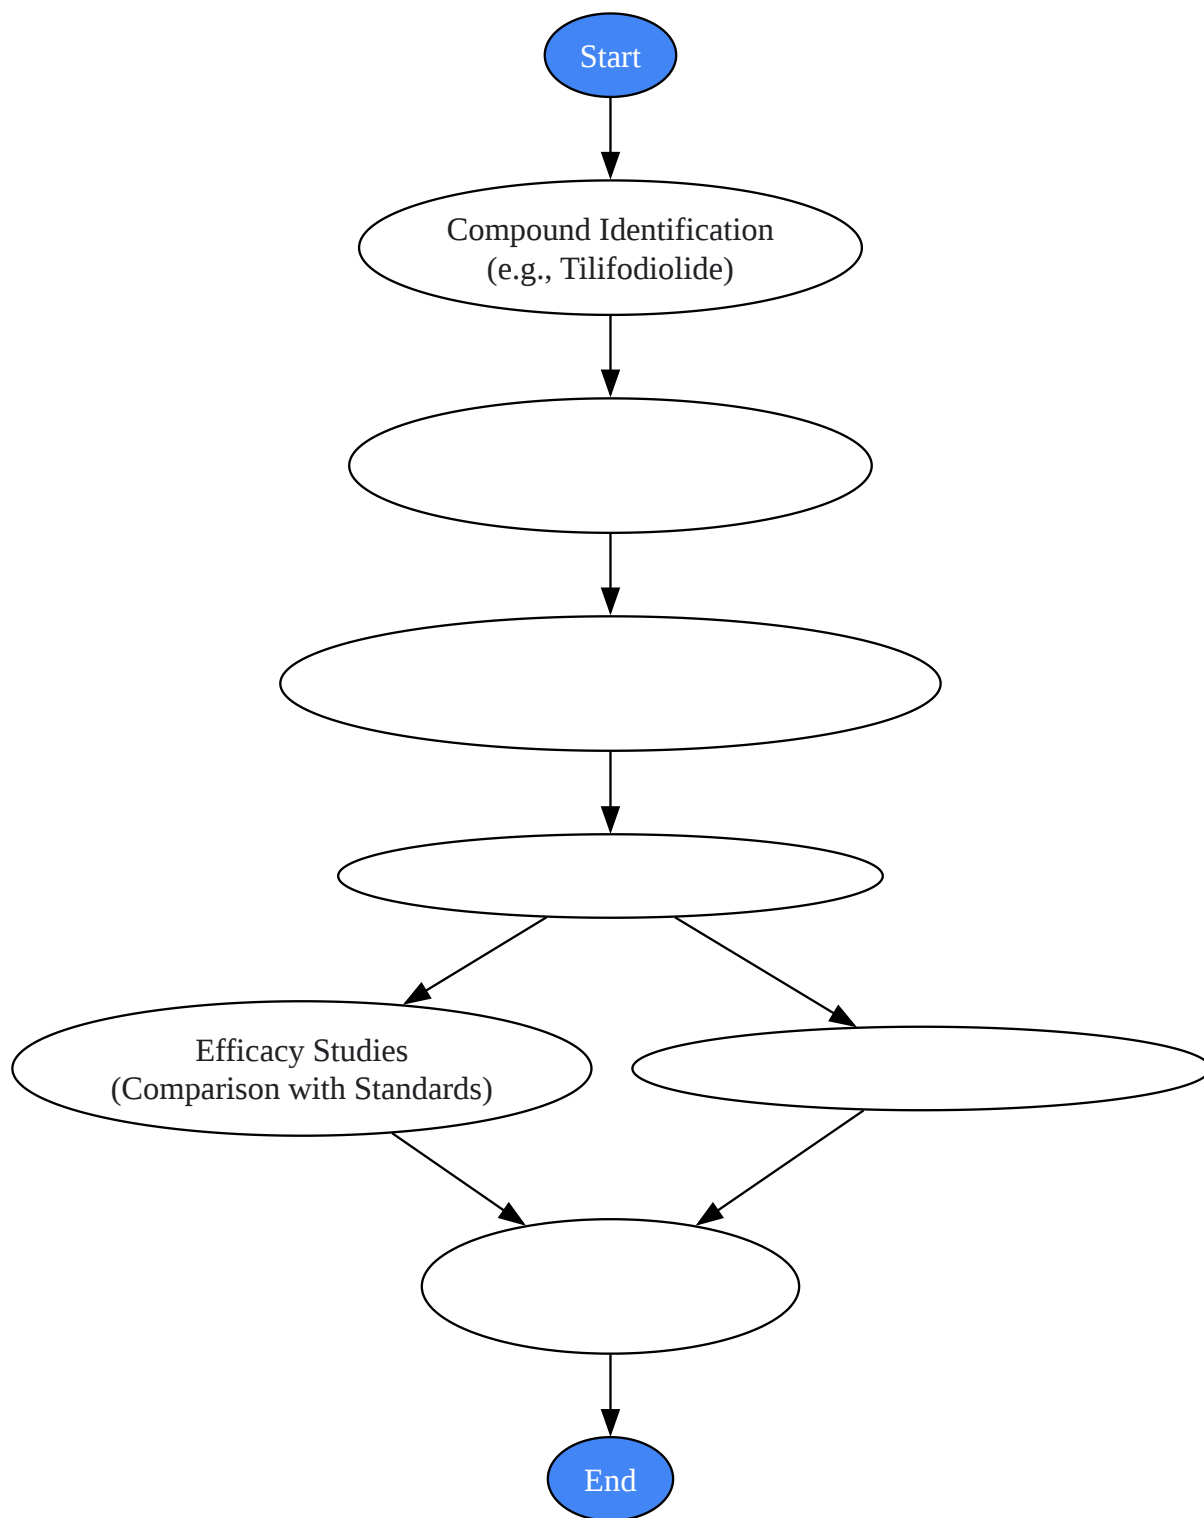 Start
Compound Identification
(e.g., Tilifodiolide)
Efficacy Studies
(Comparison with Standards)
End